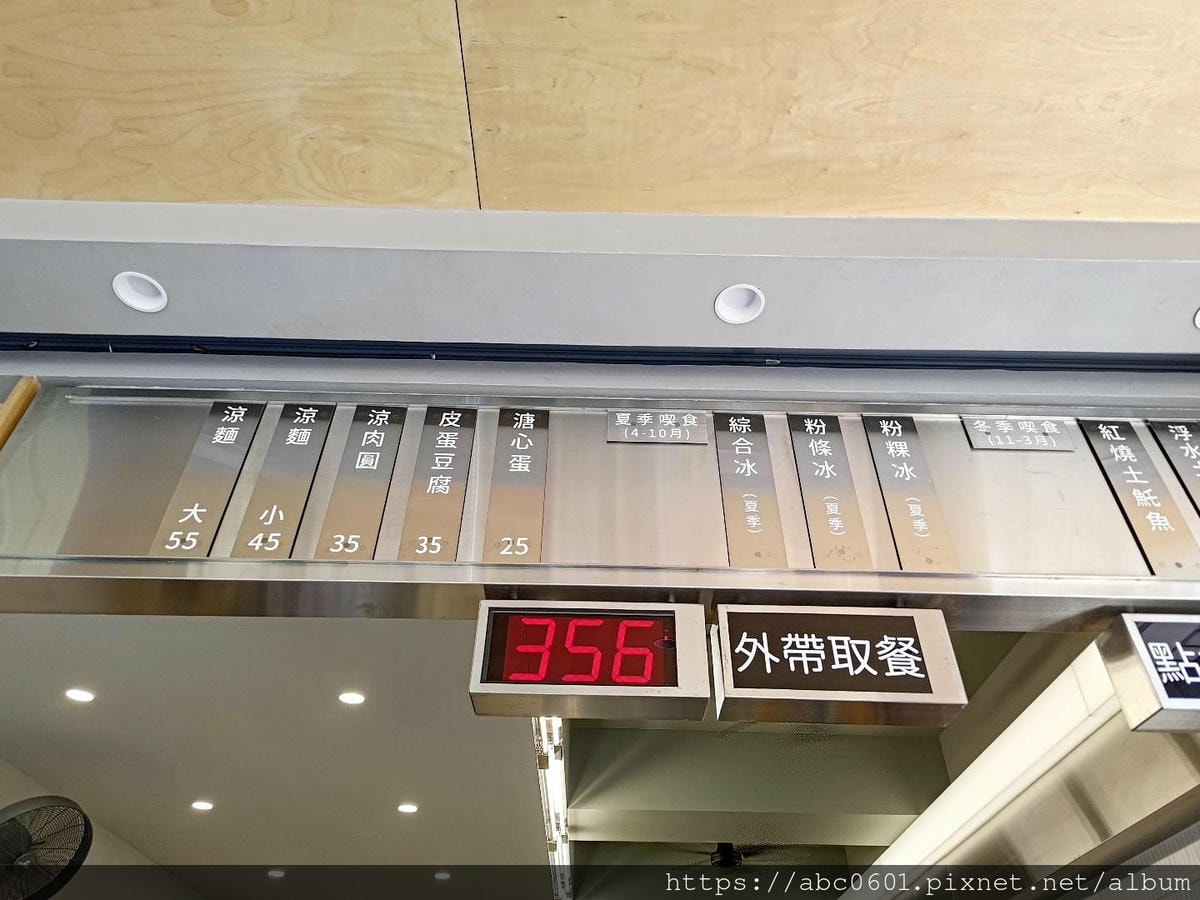 涼麵 大 55
涼麵 小 45
涼肉圓 35
皮蛋豆腐 35
溏心蛋 25
夏季喫食
(4-10月)
綜合冰 (夏季)
粉條冰 (夏季)
粉粿冰 (夏季)
冬季喫食
(11-3月)
紅燒土魠魚
浮水
356
外帶取餐
點
https://abc0601.pixnet.net/album